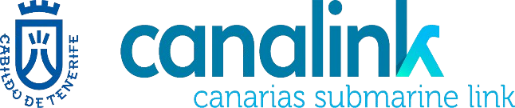 CABILDO DE TENERIFE
canalink
canarias submarine link